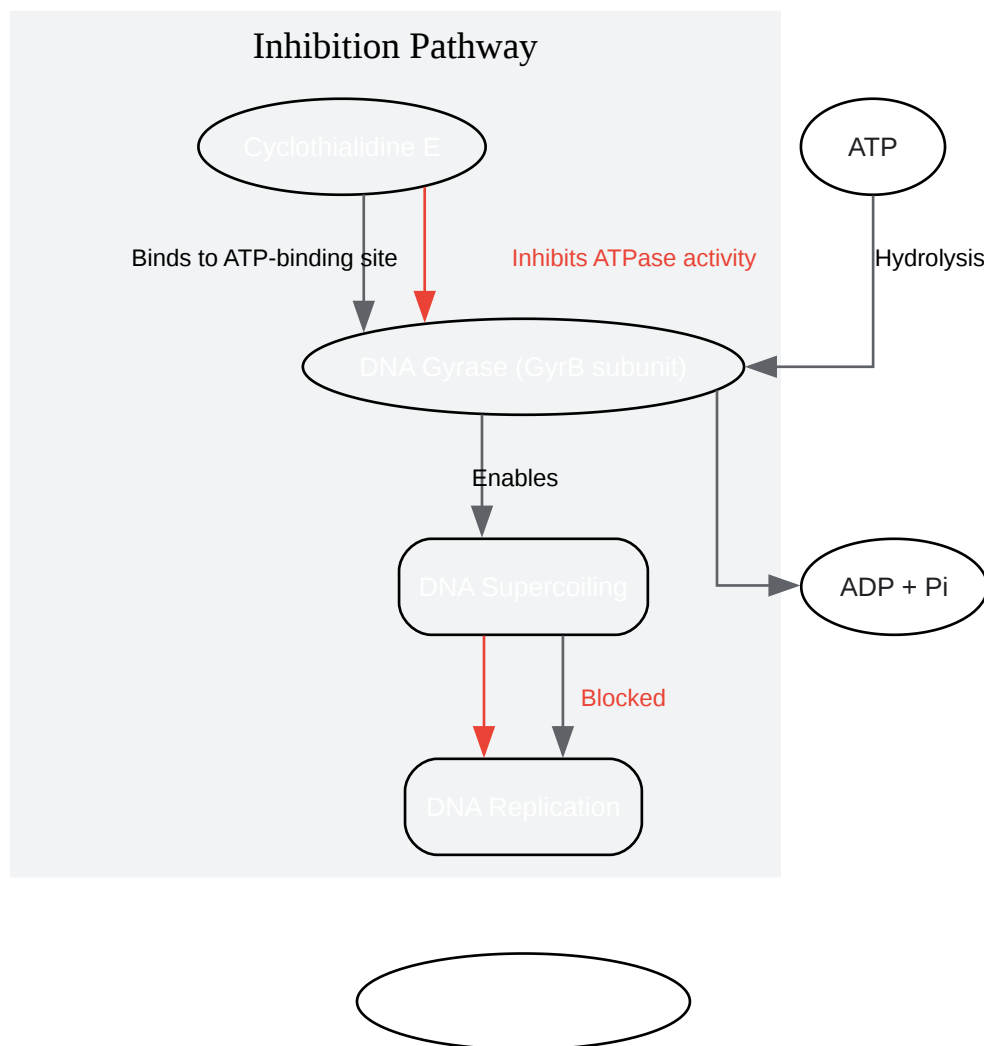 Inhibition Pathway
Cyclothialidine E
ATP
Binds to ATP-binding site
Inhibits ATPase activity
Hydrolysis
DNA Gyrase (GyrB subunit)
Enables
DNA Supercoiling
ADP + Pi
Blocked
DNA Replication